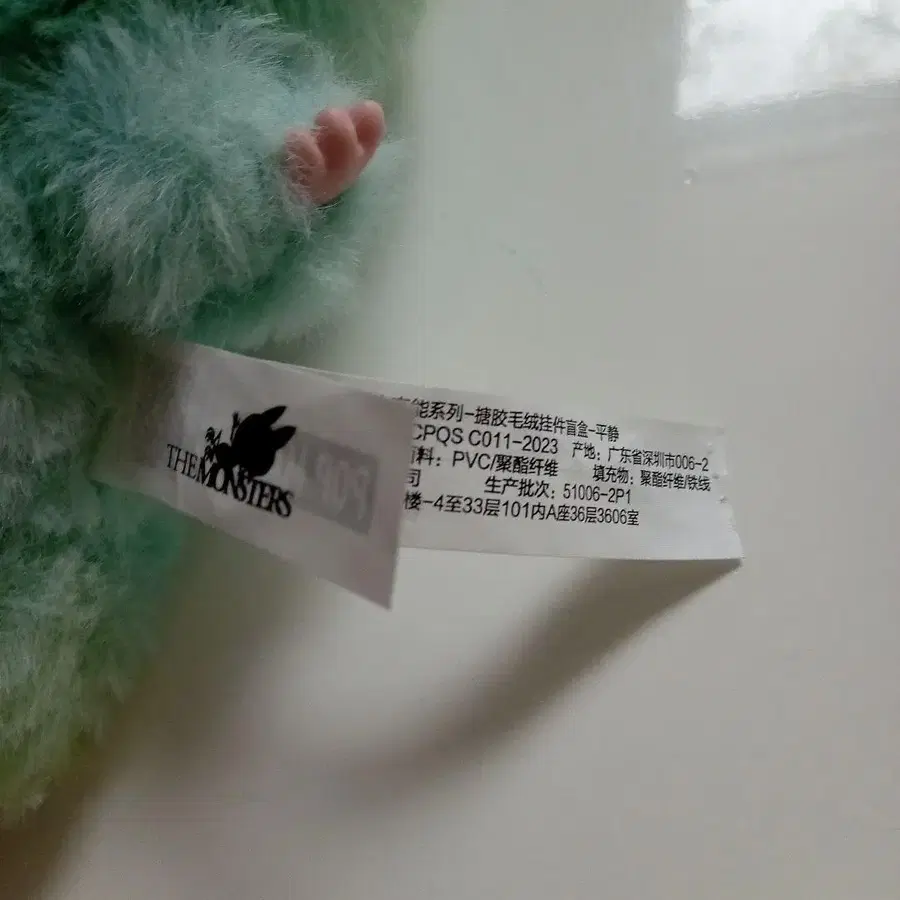 THE MONSTERS
能系列-搪胶毛绒挂件盲盒-平静
CPQS C011-2023 产地: 广东省深圳市006-2
料: PVC/聚酯纤维 填充物: 聚酯纤维/铁线
司 生产批次: 51006-2P1
楼-4至33层101内A座36层3606室